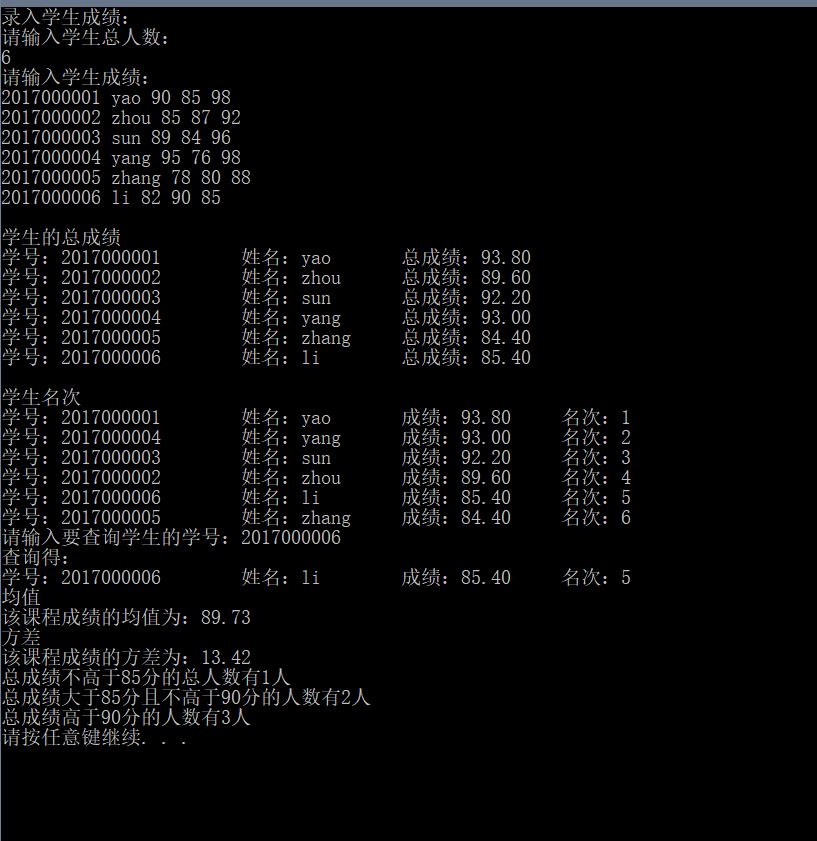 录入学生成绩:
请输入学生总人数:
6
请输入学生成绩:
2017000001 yao 90 85 98
2017000002 zhou 85 87 92
2017000003 sun 89 84 96
2017000004 yang 95 76 98
2017000005 zhang 78 80 88
2017000006 li 82 90 85
学生的总成绩
学号：2017000001 姓名：yao 总成绩：93.80
学号：2017000002 姓名：zhou 总成绩：89.60
学号：2017000003 姓名：sun 总成绩：92.20
学号：2017000004 姓名：yang 总成绩：93.00
学号：2017000005 姓名：zhang 总成绩：84.40
学号：2017000006 姓名：li 总成绩：85.40
学生名次
学号：2017000001 姓名：yao 成绩：93.80 名次：1
学号：2017000004 姓名：yang 成绩：93.00 名次：2
学号：2017000003 姓名：sun 成绩：92.20 名次：3
学号：2017000002 姓名：zhou 成绩：89.60 名次：4
学号：2017000006 姓名：li 成绩：85.40 名次：5
学号：2017000005 姓名：zhang 成绩：84.40 名次：6
请输入要查询学生的学号：2017000006
查询得：
学号：2017000006 姓名：li 成绩：85.40 名次：5
均值
该课程成绩的均值为：89.73
方差
该课程成绩的方差为：13.42
总成绩不高于85分的总人数有1人
总成绩大于85分且不高于90分的人数有2人
总成绩高于90分的人数有3人
请按任意键继续. . .